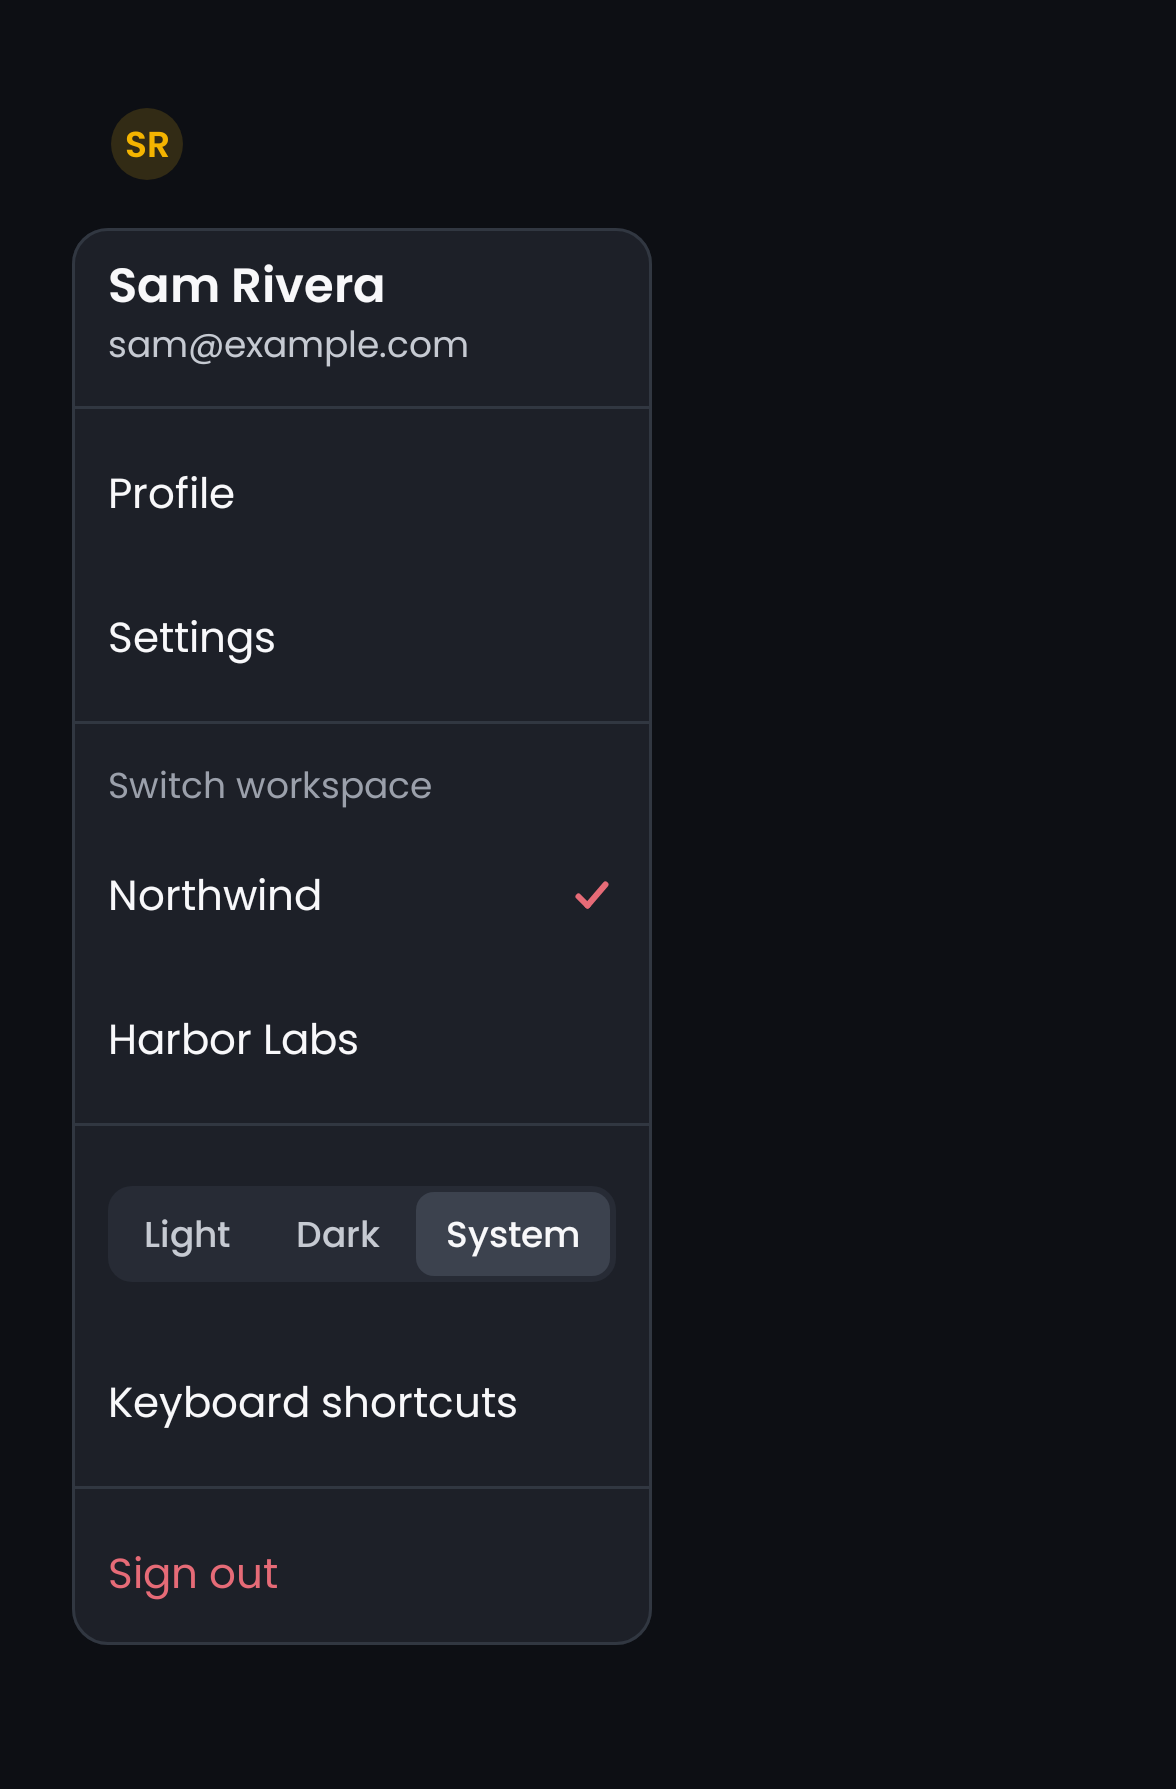 SR
Sam Rivera
sam@example.com
Profile
Settings
Switch workspace
Northwind
Harbor Labs
Light Dark System
Keyboard shortcuts
Sign out